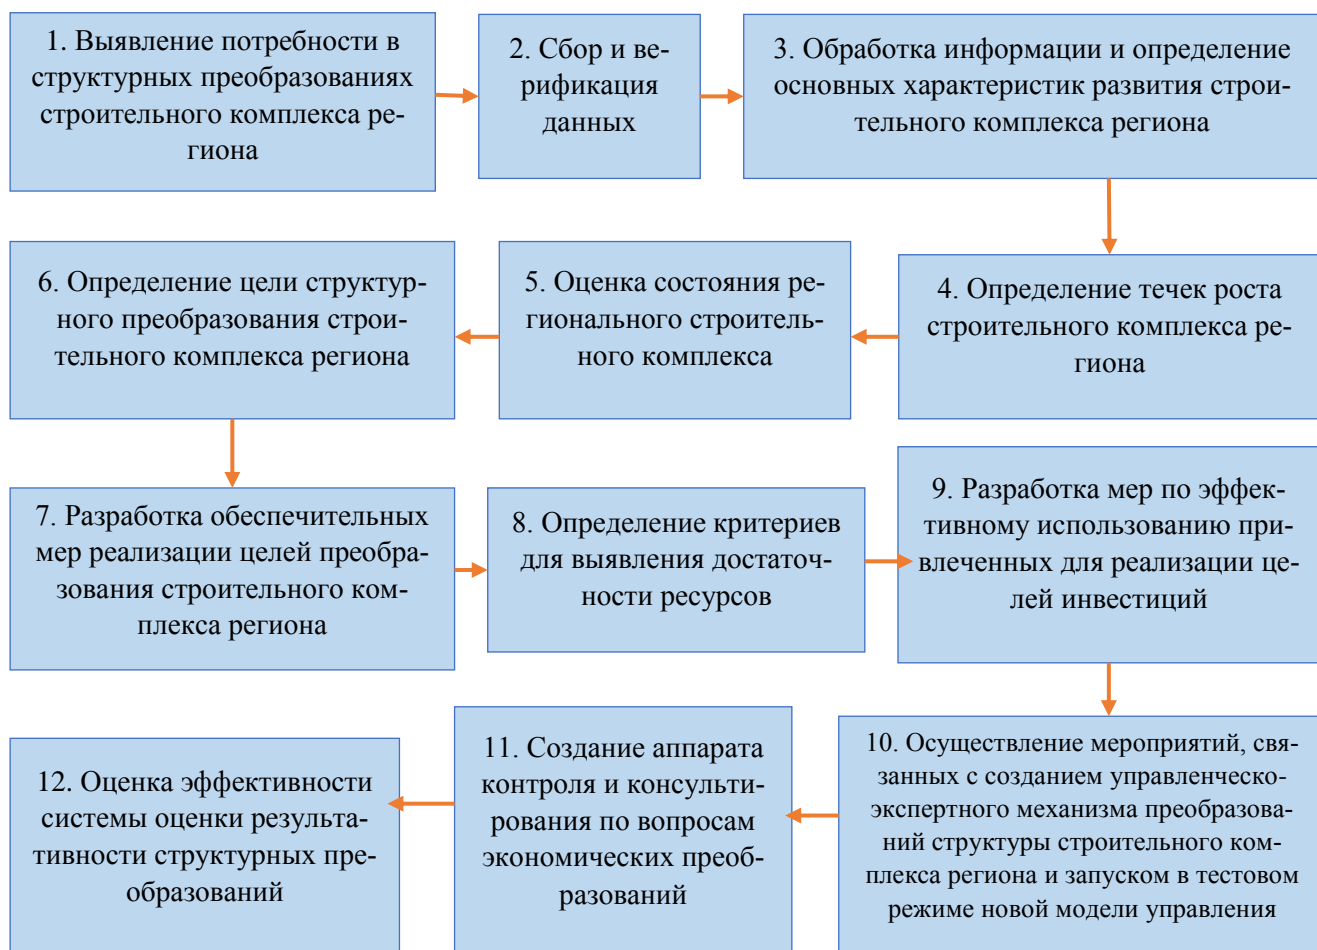 1. Выявление потребности в
структурных преобразованиях
строительного комплекса ре-
гиона
2. Сбор и ве-
рификация
данных
3. Обработка информации и определение
основных характеристик развития строи-
тельного комплекса региона
4. Определение течек роста
строительного комплекса ре-
гиона
5. Оценка состояния ре-
гионального строитель-
ного комплекса
6. Определение цели структур-
ного преобразования строи-
тельного комплекса региона
7. Разработка обеспечительных
мер реализации целей преобра-
зования строительного ком-
плекса региона
8. Определение критериев
для выявления достаточ-
ности ресурсов
9. Разработка мер по эффек-
тивному использованию при-
влеченных для реализации це-
лей инвестиций
10. Осуществление мероприятий, свя-
занных с созданием управленческо-
экспертного механизма преобразова-
ний структуры строительного ком-
плекса региона и запуском в тестовом
режиме новой модели управления
11. Создание аппарата
контроля и консульти-
рования по вопросам
экономических преоб-
разований
12. Оценка эффективности
системы оценки результа-
тивности структурных пре-
образований